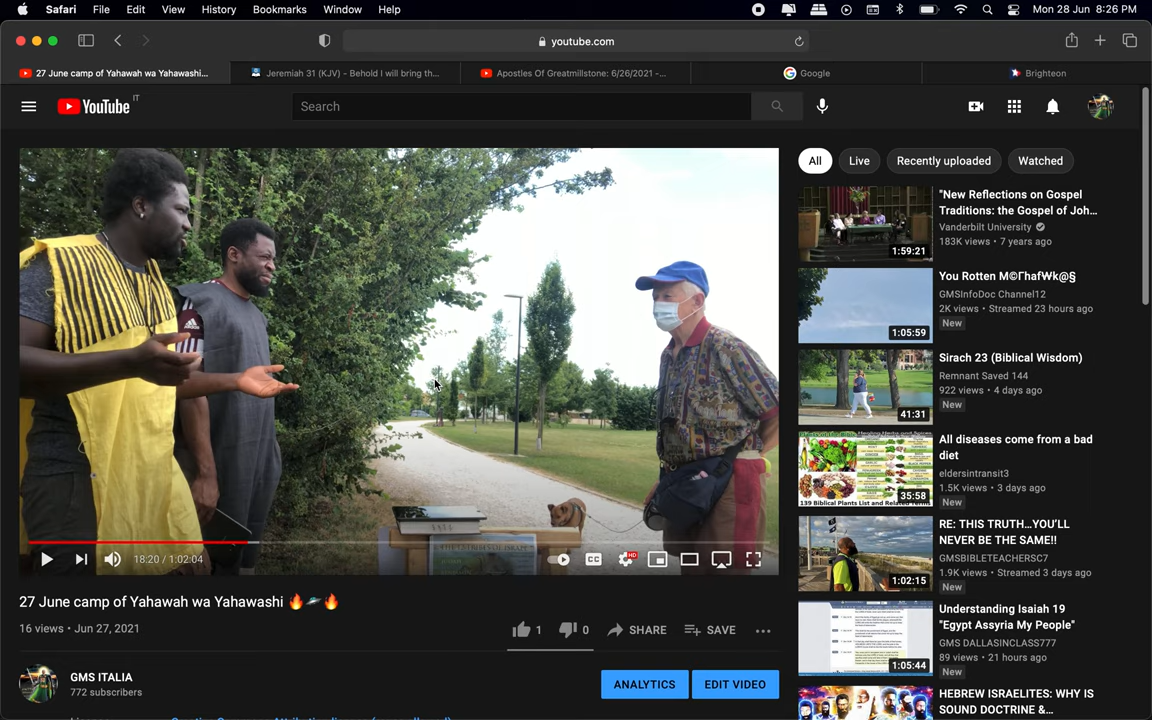 Safari File Edit View History Bookmarks Window Help Mon 28 Jun 8:26 PM
youtube.com
27 June camp of Yahawah wa Yahawashi... Jeremiah 31 (KJV) - Behold I will bring th... Apostles Of Greatmillstone: 6/26/2021 -... Google Brighteon
YouTube IT Search
All Live Recently uploaded Watched
"New Reflections on Gospel
Traditions: the Gospel of Joh...
Vanderbilt University
183K views • 7 years ago
1:59:21
You Rotten M©ΓhafWk@§
GMSInfoDoc Channel12
2K views • Streamed 23 hours ago
New
1:05:59
Sirach 23 (Biblical Wisdom)
Remnant Saved 144
922 views • 4 days ago
New
41:31
All diseases come from a bad
diet
eldersintransit3
1.5K views • 3 days ago
New
35:58
139 Biblical Plants List and Related
RE: THIS TRUTH...YOU'LL
NEVER BE THE SAME!!
GMSBIBLETEACHERSC7
1.9K views • Streamed 3 days ago
New
1:02:15
Understanding Isaiah 19
"Egypt Assyria My People"
GMS DALLASINCLASS777
89 views • 21 hours ago
New
1:05:44
HEBREW ISRAELITES: WHY IS
SOUND DOCTRINE &...
18:20 / 1:02:04 CC HD
27 June camp of Yahawah wa Yahawashi 🔥🛸🔥
16 views • Jun 27, 2021
1 0 SHARE SAVE
GMS ITALIA
772 subscribers
ANALYTICS EDIT VIDEO